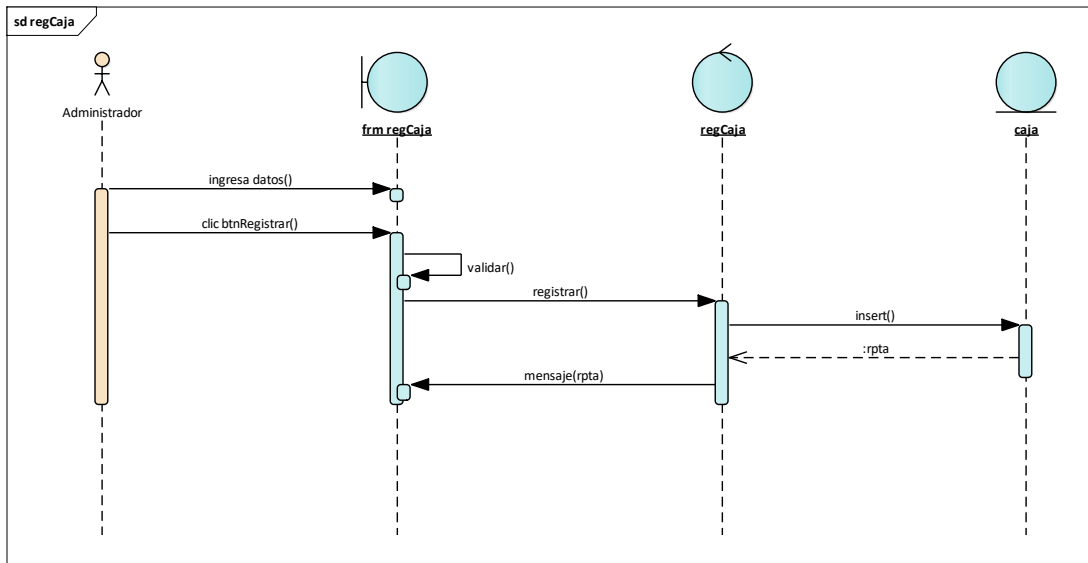 sd regCaja
Administrador
frm regCaja
regCaja
caja
ingresa datos()
clic btnRegistrar()
validar()
registrar()
insert()
:rpta
mensaje(rpta)